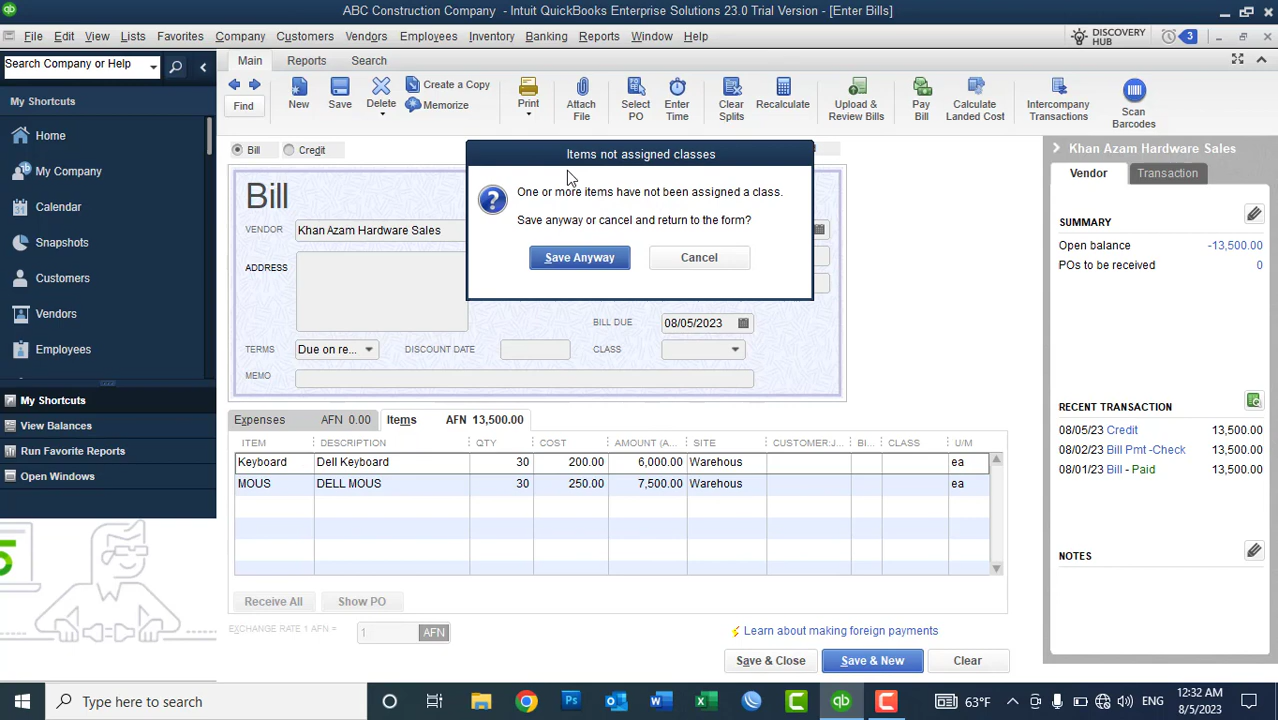 ABC Construction Company - Intuit QuickBooks Enterprise Solutions 23.0 Trial Version - [Enter Bills]
File Edit View Lists Favorites Company Customers Vendors Employees Inventory Banking Reports Window Help
DISCOVERY HUB
3
Search Company or Help
Main Reports Search
Find
New
Save
Delete
Create a Copy
Memorize
Print
Attach File
Select PO
Enter Time
Clear Splits
Recalculate
Upload & Review Bills
Pay Bill
Calculate Landed Cost
Intercompany Transactions
Scan Barcodes
My Shortcuts
Home
My Company
Calendar
Snapshots
Customers
Vendors
Employees
My Shortcuts
View Balances
Run Favorite Reports
Open Windows
Bill Credit
Bill
VENDOR Khan Azam Hardware Sales
ADDRESS
BILL DUE 08/05/2023
TERMS Due on re... DISCOUNT DATE CLASS
MEMO
Items not assigned classes
One or more items have not been assigned a class.
Save anyway or cancel and return to the form?
Save Anyway Cancel
Expenses AFN 0.00 Items AFN 13,500.00
ITEM DESCRIPTION QTY COST AMOUNT (A... SITE CUSTOMER:J... BI... CLASS U/M
Keyboard Dell Keyboard 30 200.00 6,000.00 Warehous ea
MOUS DELL MOUS 30 250.00 7,500.00 Warehous ea
Receive All Show PO
EXCHANGE RATE 1 AFN = 1 AFN
Learn about making foreign payments
Save & Close Save & New Clear
Khan Azam Hardware Sales
Vendor Transaction
SUMMARY
Open balance -13,500.00
POs to be received 0
RECENT TRANSACTION
08/05/23 Credit 13,500.00
08/02/23 Bill Pmt -Check 13,500.00
08/01/23 Bill - Paid 13,500.00
NOTES
Type here to search
63°F
ENG
12:32 AM
8/5/2023